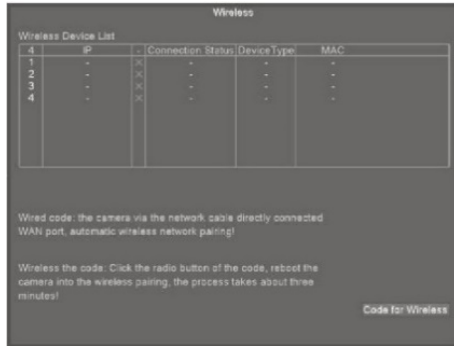 Wireless
Wireless Device List
4 IP - Connection Status DeviceType MAC
1 - × - - -
2 - × - - -
3 - × - - -
4 - × - - -
Wired code: the camera via the network cable directly connected
WAN port, automatic wireless network pairing!
Wireless the code: Click the radio button of the code, reboot the
camera into the wireless pairing, the process takes about three
minutes!
Code for Wireless